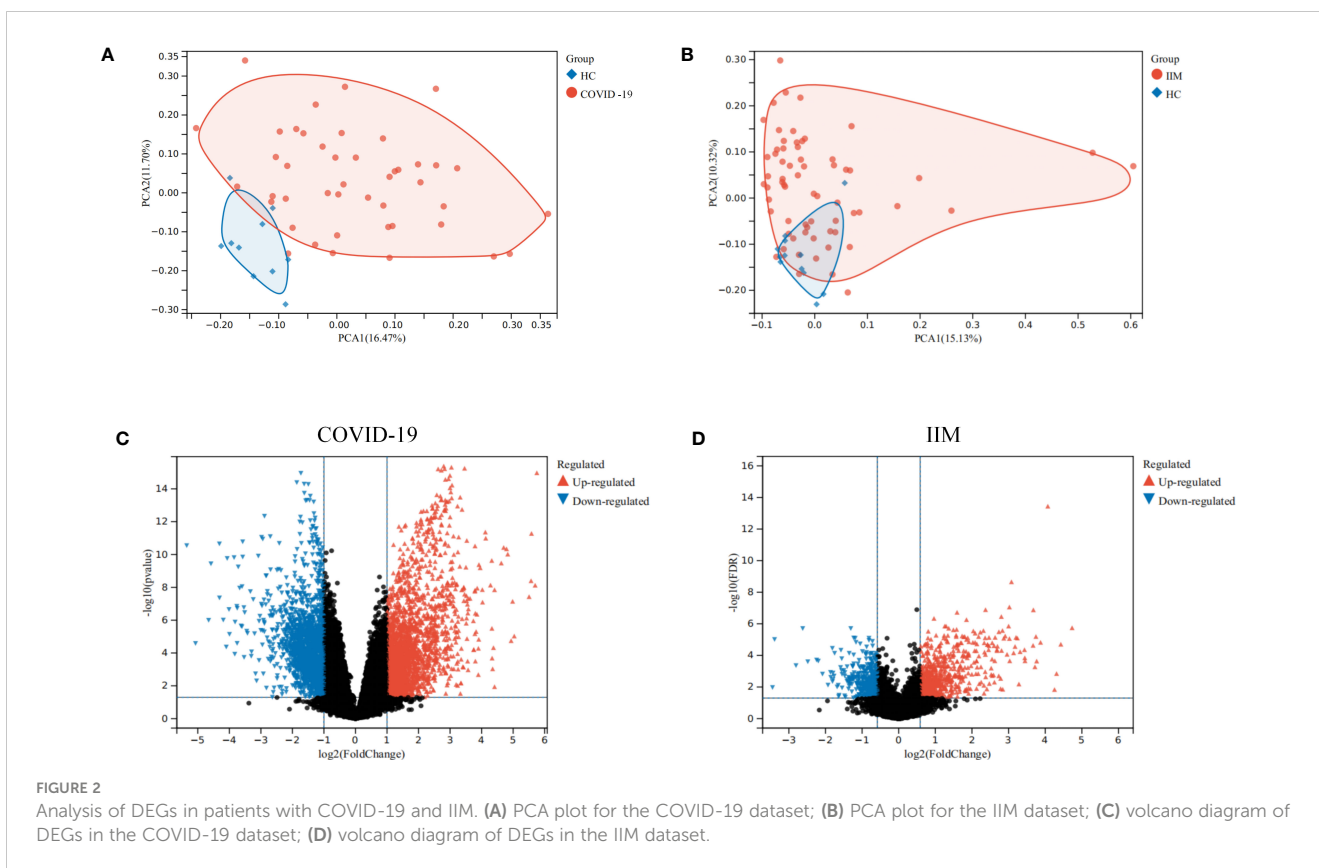 A
0.35
0.30
0.20
0.10
0.00
−0.10
−0.20
−0.30
PCA2(11.70%)
−0.20
−0.10
0.00
0.10
0.20
0.30
0.35
PCA1(16.47%)
Group
HC
COVID -19
B
0.30
0.20
0.10
0.00
−0.10
−0.20
PCA2(10.32%)
−0.1
0.0
0.1
0.2
0.3
0.4
0.5
0.6
PCA1(15.13%)
Group
IIM
HC
C
COVID-19
14
12
10
8
6
4
2
0
-log10(pvalue)
−5
−4
−3
−2
−1
0
1
2
3
4
5
6
log2(FoldChange)
Regulated
Up-regulated
Down-regulated
D
IIM
16
14
12
10
8
6
4
2
0
-log10(FDR)
−3
−2
−1
0
1
2
3
4
5
6
log2(FoldChange)
Regulated
Up-regulated
Down-regulated
FIGURE 2
Analysis of DEGs in patients with COVID-19 and IIM. (A) PCA plot for the COVID-19 dataset; (B) PCA plot for the IIM dataset; (C) volcano diagram of
DEGs in the COVID-19 dataset; (D) volcano diagram of DEGs in the IIM dataset.